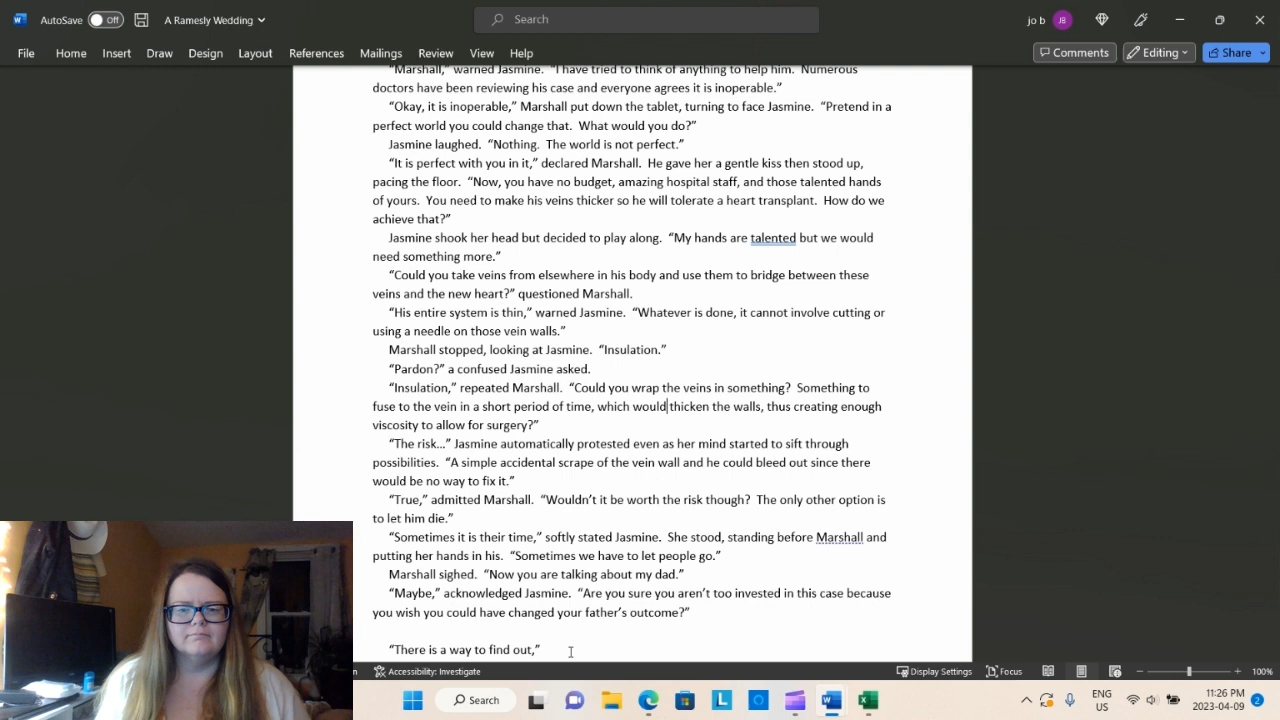 AutoSave Off A Ramesly Wedding Search jo b JB
File Home Insert Draw Design Layout References Mailings Review View Help Comments Editing Share
“Marshall,” warned Jasmine.  “I have tried to think of anything to help him.  Numerous
doctors have been reviewing his case and everyone agrees it is inoperable.”
“Okay, it is inoperable,” Marshall put down the tablet, turning to face Jasmine.  “Pretend in a
perfect world you could change that.  What would you do?”
Jasmine laughed.  “Nothing.  The world is not perfect.”
“It is perfect with you in it,” declared Marshall.  He gave her a gentle kiss then stood up,
pacing the floor.  “Now, you have no budget, amazing hospital staff, and those talented hands
of yours.  You need to make his veins thicker so he will tolerate a heart transplant.  How do we
achieve that?”
Jasmine shook her head but decided to play along.  “My hands are talented but we would
need something more.”
“Could you take veins from elsewhere in his body and use them to bridge between these
veins and the new heart?” questioned Marshall.
“His entire system is thin,” warned Jasmine.  “Whatever is done, it cannot involve cutting or
using a needle on those vein walls.”
Marshall stopped, looking at Jasmine.  “Insulation.”
“Pardon?” a confused Jasmine asked.
“Insulation,” repeated Marshall.  “Could you wrap the veins in something?  Something to
fuse to the vein in a short period of time, which would thicken the walls, thus creating enough
viscosity to allow for surgery?”
“The risk…” Jasmine automatically protested even as her mind started to sift through
possibilities.  “A simple accidental scrape of the vein wall and he could bleed out since there
would be no way to fix it.”
“True,” admitted Marshall.  “Wouldn’t it be worth the risk though?  The only other option is
to let him die.”
“Sometimes it is their time,” softly stated Jasmine.  She stood, standing before Marshall and
putting her hands in his.  “Sometimes we have to let people go.”
Marshall sighed.  “Now you are talking about my dad.”
“Maybe,” acknowledged Jasmine.  “Are you sure you aren’t too invested in this case because
you wish you could have changed your father’s outcome?”
“There is a way to find out,”
Accessibility: Investigate Display Settings Focus 100%
Search ENG US 11:26 PM 2023-04-09 2